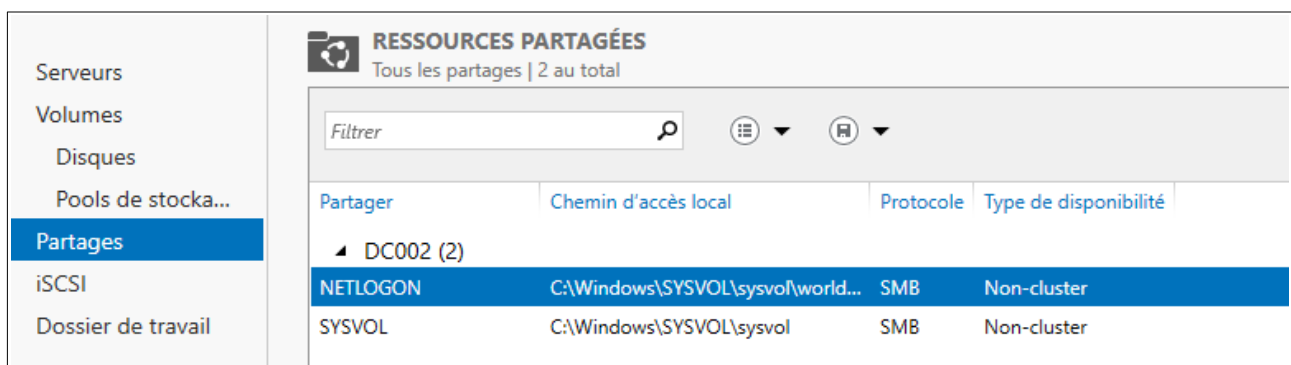 Serveurs
Volumes
Disques
Pools de stocka...
Partages
iSCSI
Dossier de travail
RESSOURCES PARTAGÉES
Tous les partages | 2 au total
Filtrer
Partager Chemin d'accès local Protocole Type de disponibilité
DC002 (2)
NETLOGON C:\Windows\SYSVOL\sysvol\world... SMB Non-cluster
SYSVOL C:\Windows\SYSVOL\sysvol SMB Non-cluster